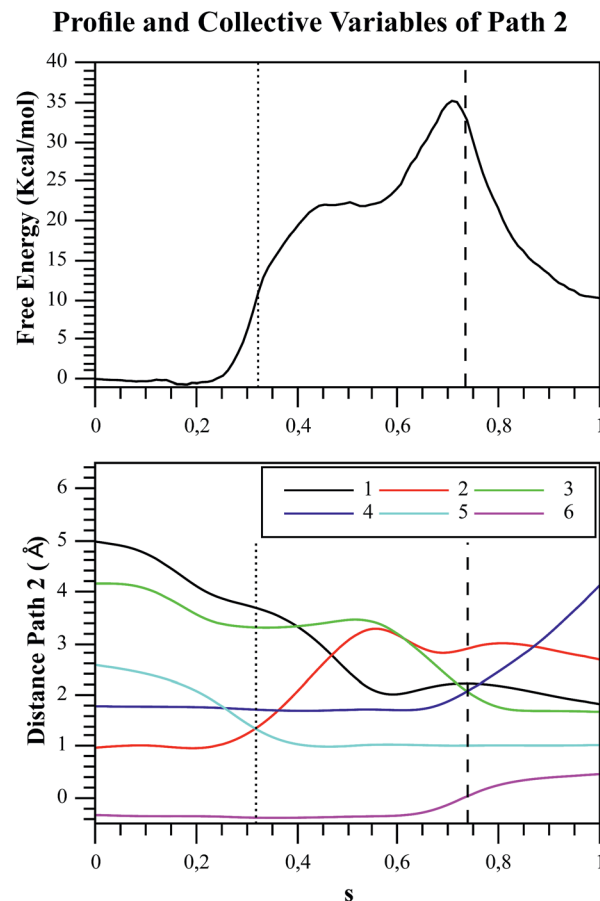 Profile and Collective Variables of Path 2
Free Energy (Kcal/mol)
40
35
30
25
20
15
10
5
0
0 0,2 0,4 0,6 0,8 1
Distance Path 2 (Å)
6
5
4
3
2
1
0
1 2 3
4 5 6
0 0,2 0,4 0,6 0,8 1
s